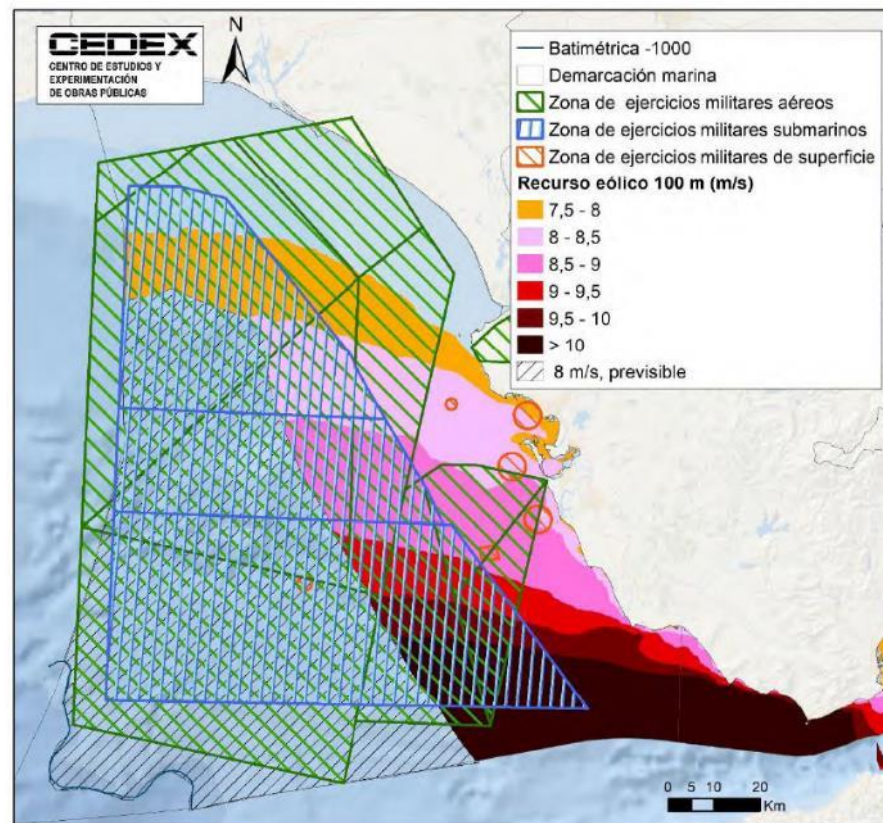 CEDEX
CENTRO DE ESTUDIOS Y
EXPERIMENTACIÓN
DE OBRAS PÚBLICAS
N
Batimétrica -1000
Demarcación marina
Zona de ejercicios militares aéreos
Zona de ejercicios militares submarinos
Zona de ejercicios militares de superficie
Recurso eólico 100 m (m/s)
7,5 - 8
8 - 8,5
8,5 - 9
9 - 9,5
9,5 - 10
> 10
8 m/s, previsible
0 5 10 20
Km